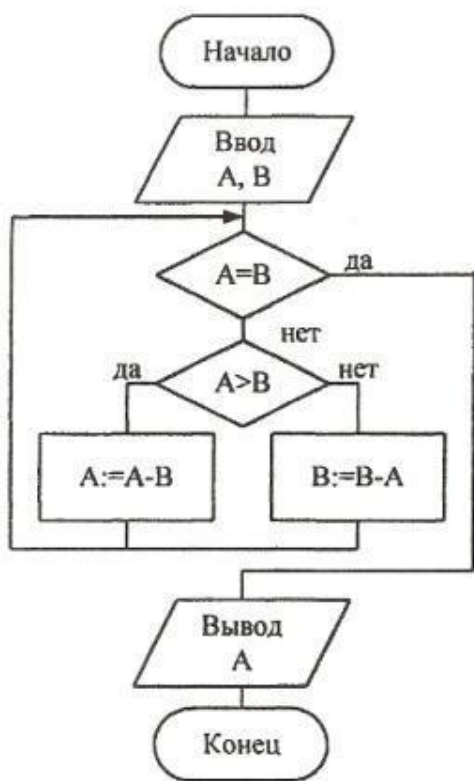 Начало
Ввод
A, B
A=B
да
нет
да
A>B
нет
A:=A-B
B:=B-A
Вывод
A
Конец